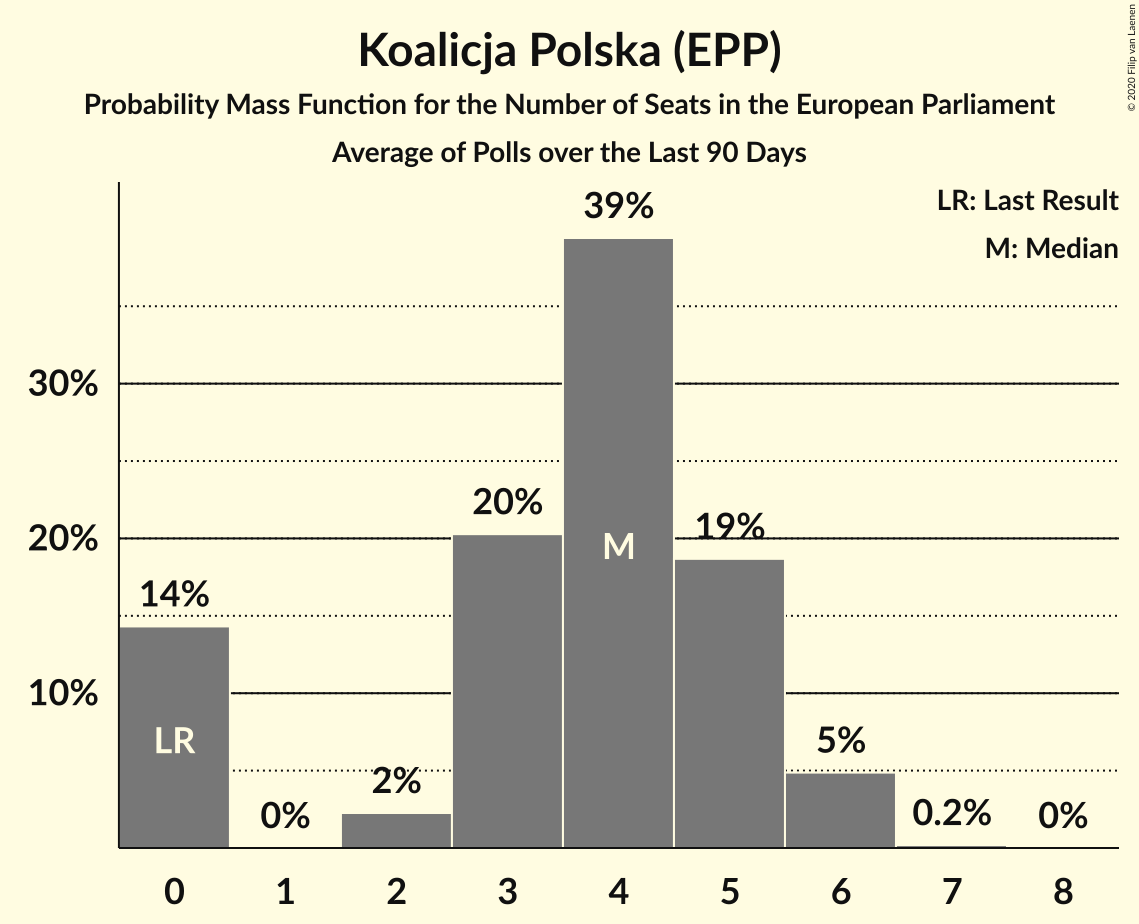 Koalicja Polska (EPP)
Probability Mass Function for the Number of Seats in the European Parliament
Average of Polls over the Last 90 Days
© 2020 Filip van Laenen
LR: Last Result
M: Median
39%
30%
20%
20%
19%
M
14%
10%
LR
5%
2%
0%
0.2%
0%
0 1 2 3 4 5 6 7 8